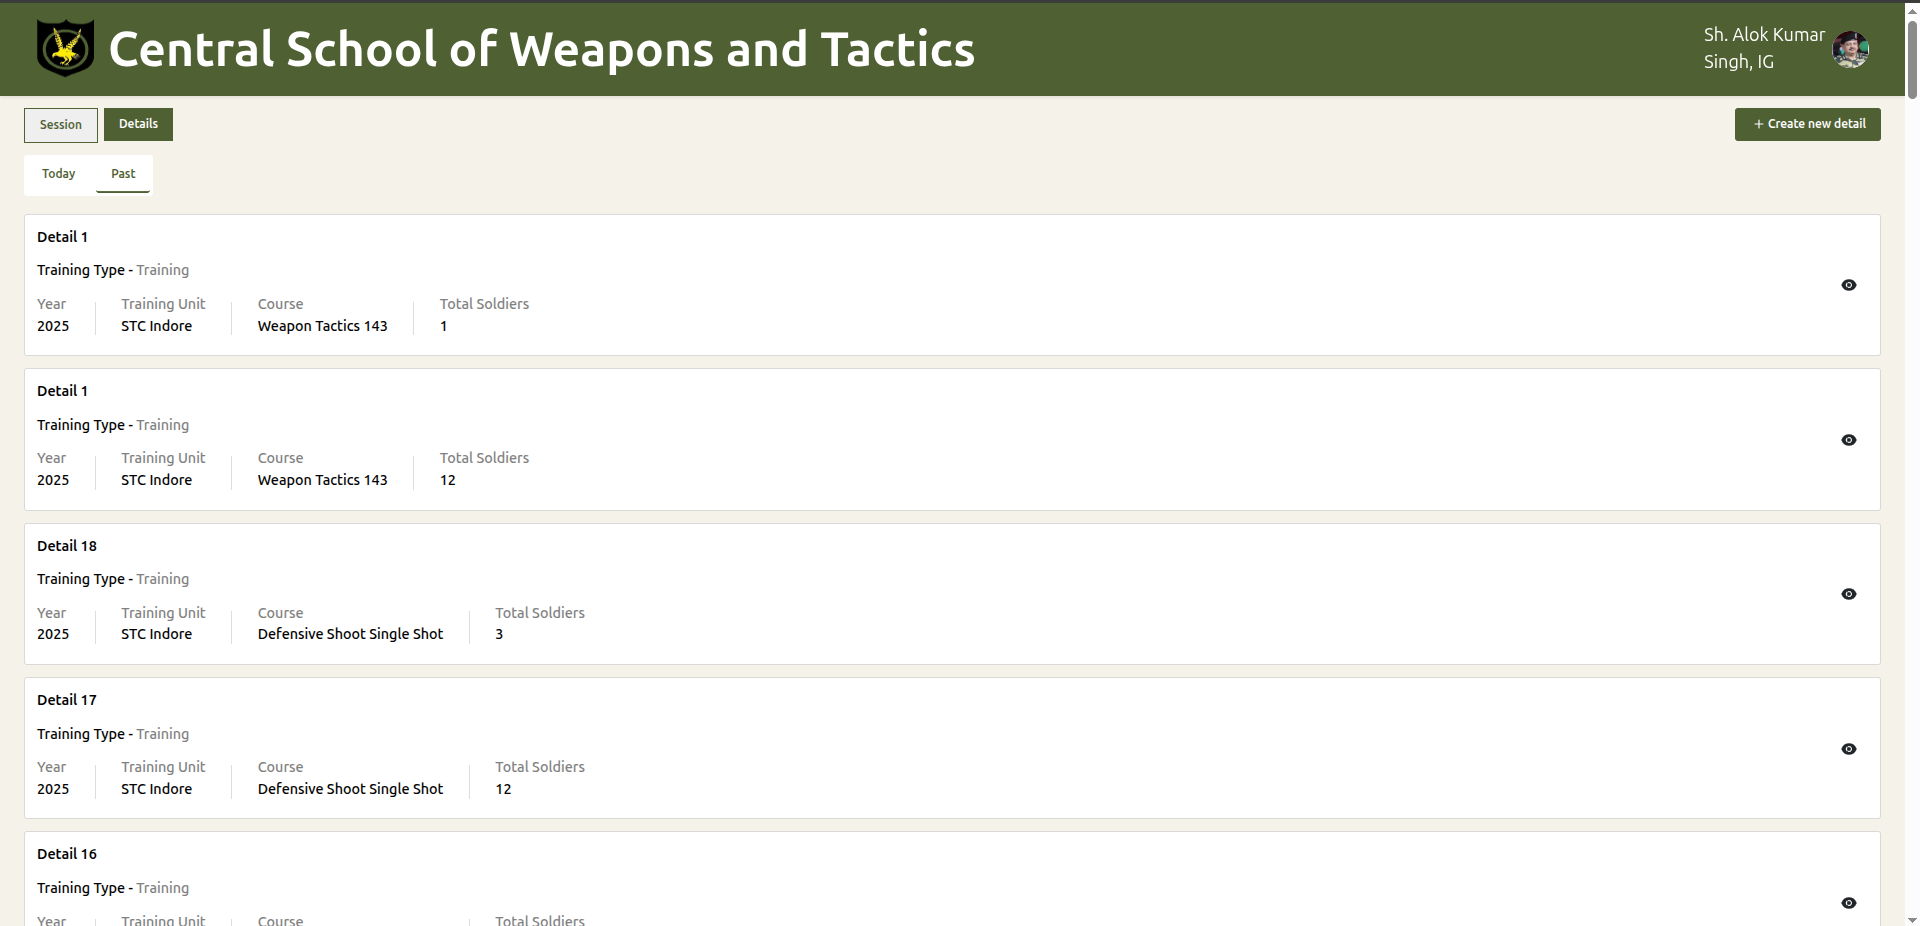 Central School of Weapons and Tactics
Sh. Alok Kumar
Singh, IG
Session
Details
+ Create new detail
Today
Past
Detail 1
Training Type - Training
Year
Training Unit
Course
Total Soldiers
2025
STC Indore
Weapon Tactics 143
1
Detail 1
Training Type - Training
Year
Training Unit
Course
Total Soldiers
2025
STC Indore
Weapon Tactics 143
12
Detail 18
Training Type - Training
Year
Training Unit
Course
Total Soldiers
2025
STC Indore
Defensive Shoot Single Shot
3
Detail 17
Training Type - Training
Year
Training Unit
Course
Total Soldiers
2025
STC Indore
Defensive Shoot Single Shot
12
Detail 16
Training Type - Training
Year
Training Unit
Course
Total Soldiers